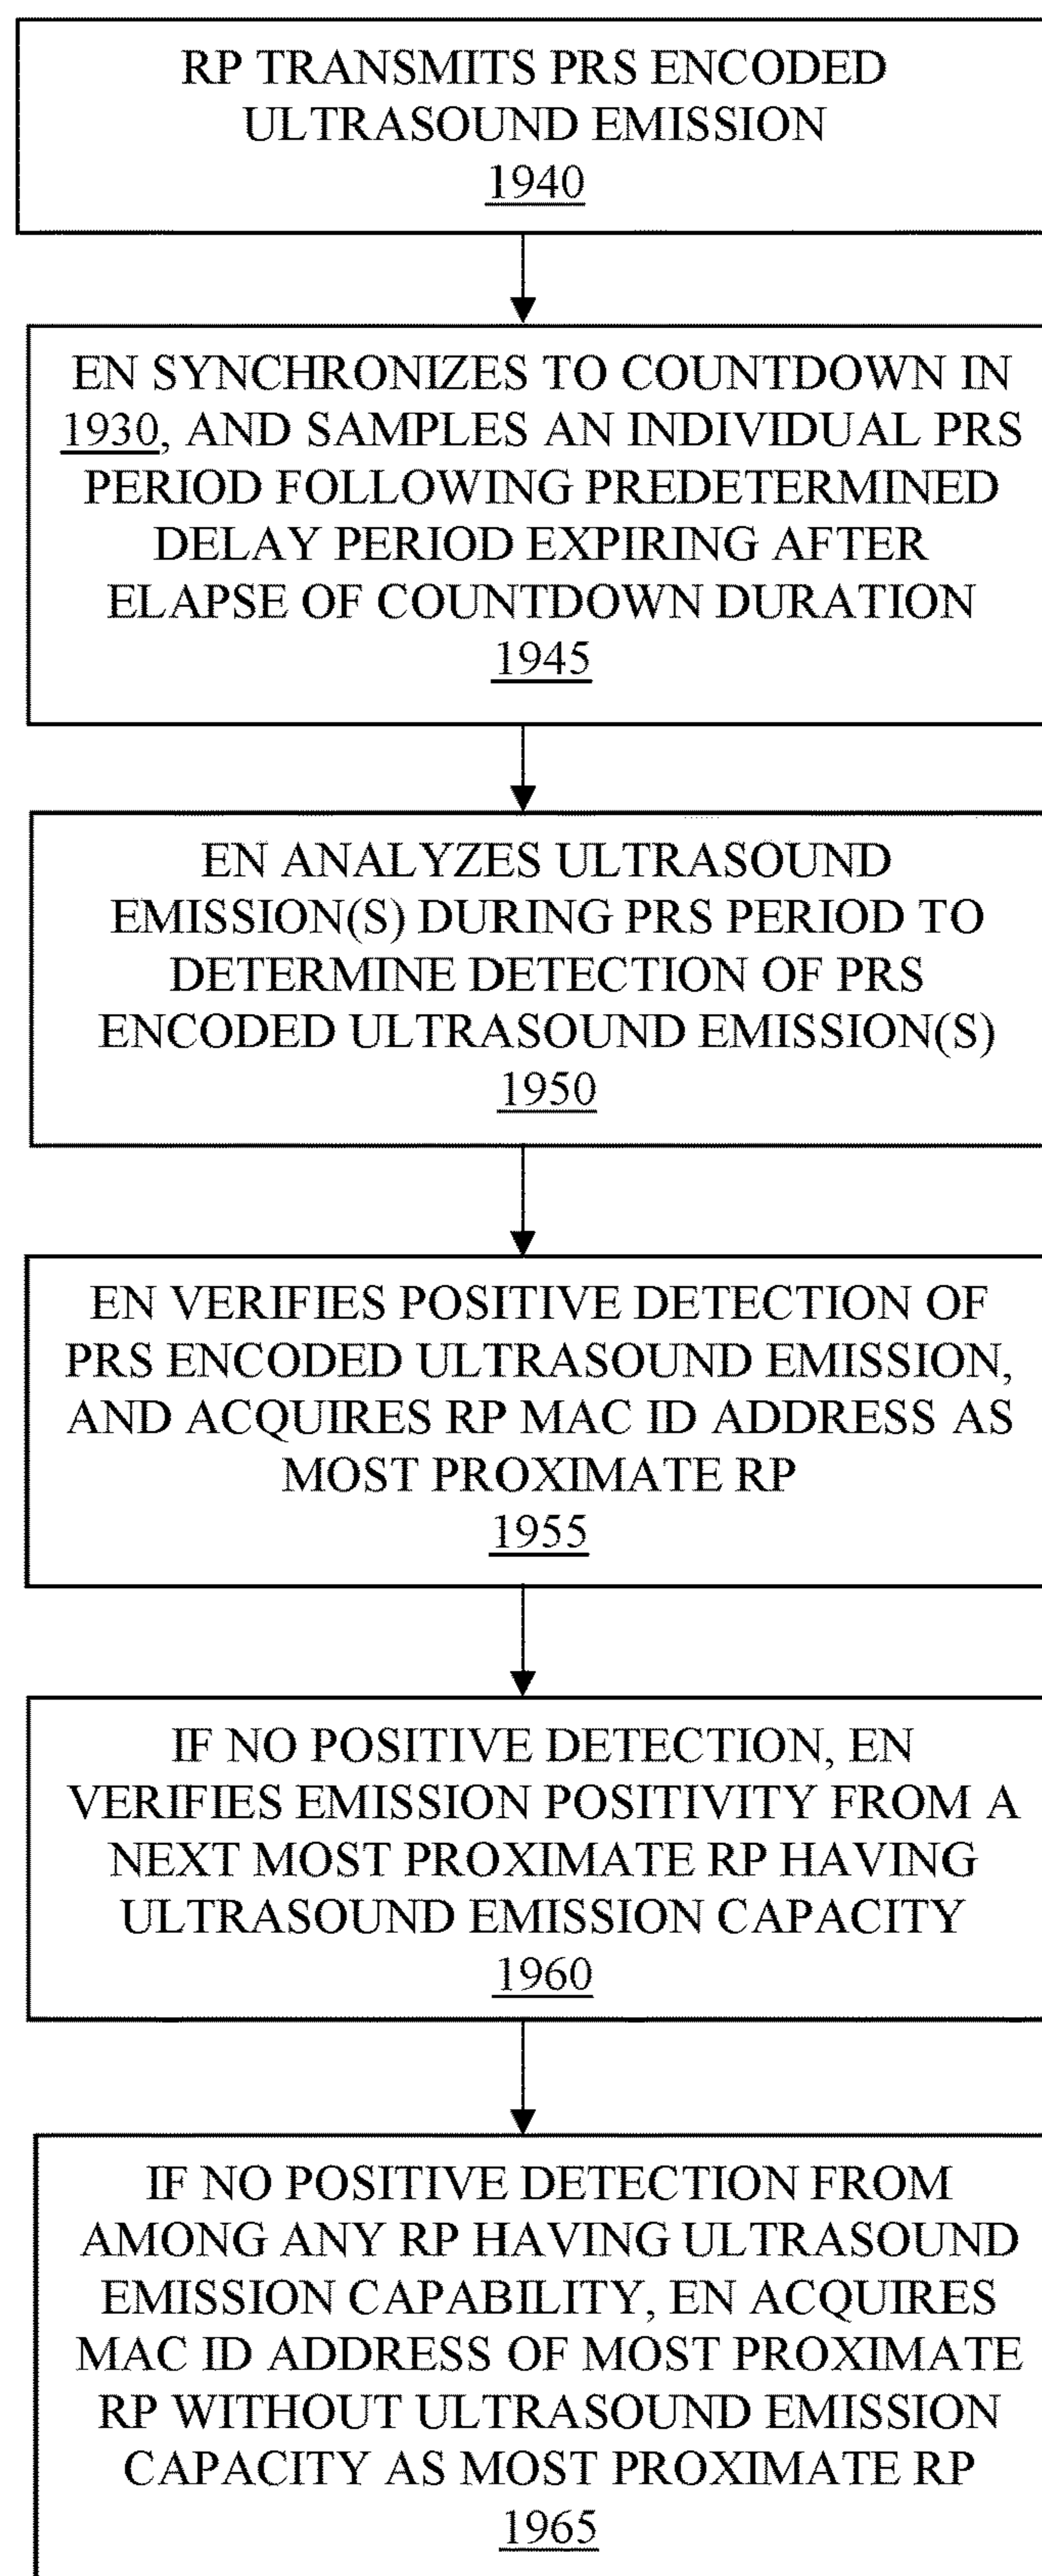 RP TRANSMITS PRS ENCODED
ULTRASOUND EMISSION
1940
EN SYNCHRONIZES TO COUNTDOWN IN
1930, AND SAMPLES AN INDIVIDUAL PRS
PERIOD FOLLOWING PREDETERMINED
DELAY PERIOD EXPIRING AFTER
ELAPSE OF COUNTDOWN DURATION
1945
EN ANALYZES ULTRASOUND
EMISSION(S) DURING PRS PERIOD TO
DETERMINE DETECTION OF PRS
ENCODED ULTRASOUND EMISSION(S)
1950
EN VERIFIES POSITIVE DETECTION OF
PRS ENCODED ULTRASOUND EMISSION,
AND ACQUIRES RP MAC ID ADDRESS AS
MOST PROXIMATE RP
1955
IF NO POSITIVE DETECTION, EN
VERIFIES EMISSION POSITIVITY FROM A
NEXT MOST PROXIMATE RP HAVING
ULTRASOUND EMISSION CAPACITY
1960
IF NO POSITIVE DETECTION FROM
AMONG ANY RP HAVING ULTRASOUND
EMISSION CAPABILITY, EN ACQUIRES
MAC ID ADDRESS OF MOST PROXIMATE
RP WITHOUT ULTRASOUND EMISSION
CAPACITY AS MOST PROXIMATE RP
1965